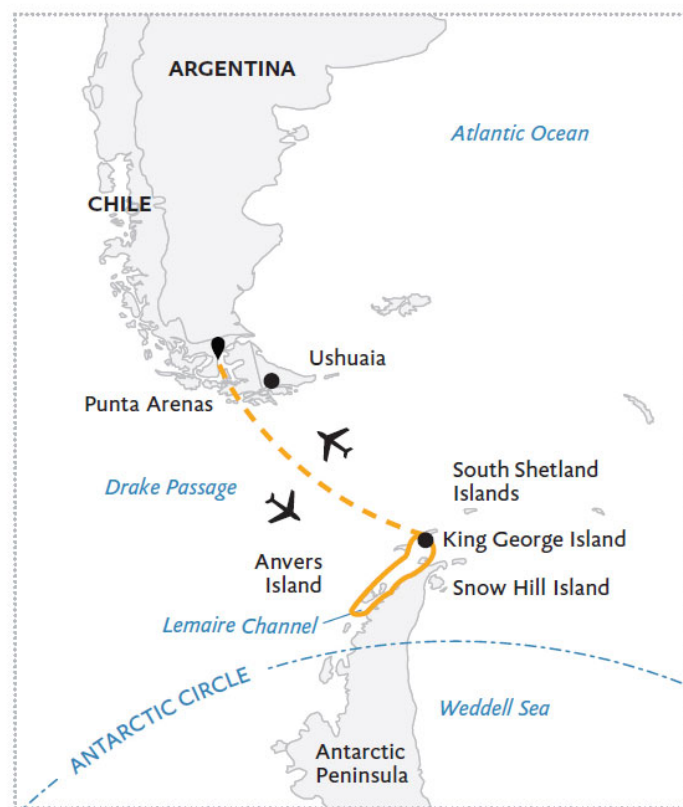 ARGENTINA
Atlantic Ocean
CHILE
Ushuaia
Punta Arenas
Drake Passage
South Shetland
Islands
King George Island
Anvers
Island
Snow Hill Island
Lemaire Channel
ANTARCTIC CIRCLE
Weddell Sea
Antarctic
Peninsula